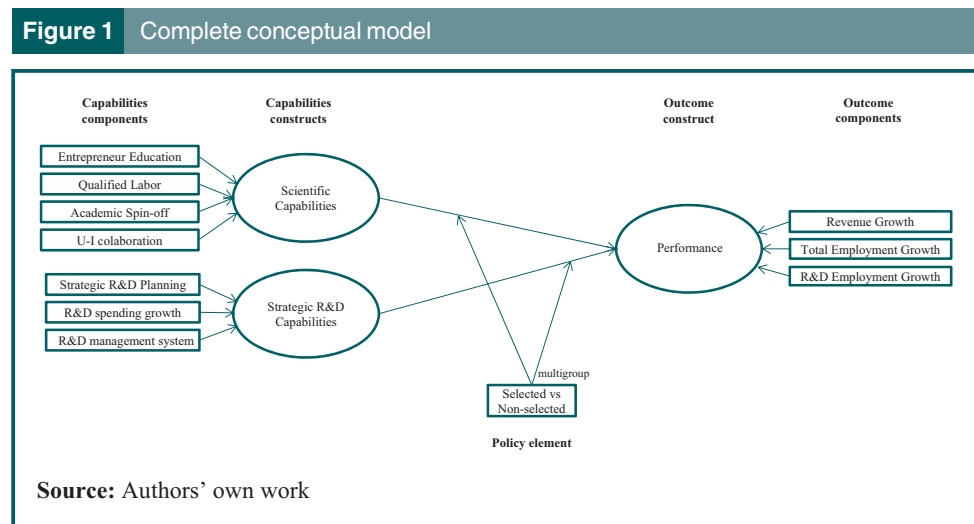 Figure 1 Complete conceptual model
Capabilities
components
Capabilities
constructs
Outcome
construct
Outcome
components
Entrepreneur Education
Qualified Labor
Academic Spin-off
U-I colaboration
Scientific
Capabilities
Strategic R&D Planning
R&D spending growth
R&D management system
Strategic R&D
Capabilities
Performance
Revenue Growth
Total Employment Growth
R&D Employment Growth
multigroup
Selected vs
Non-selected
Policy element
Source: Authors' own work